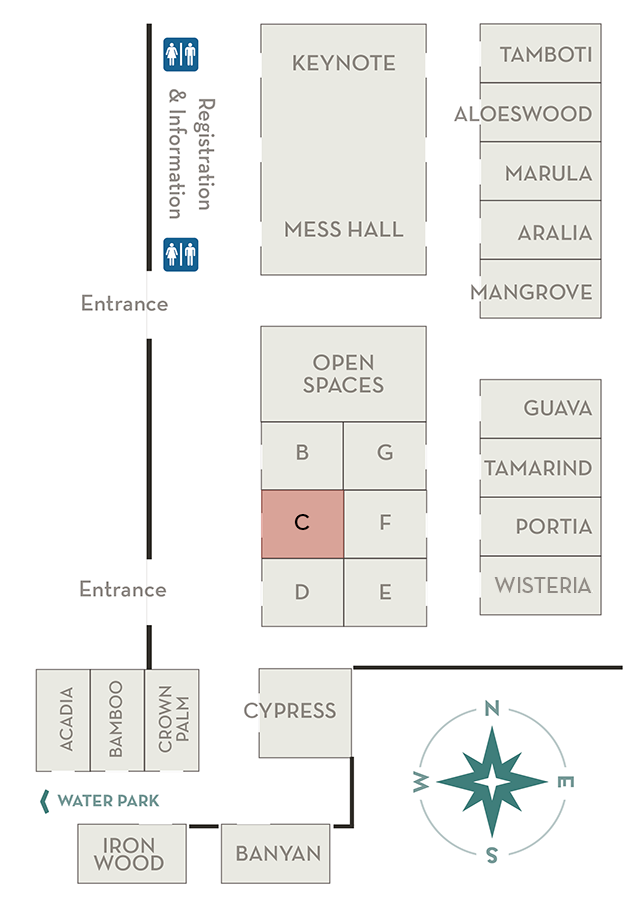 KEYNOTE
MESS HALL
Registration
& Information
Entrance
TAMBOTI
ALOESWOOD
MARULA
ARALIA
MANGROVE
OPEN
SPACES
B
G
C
F
D
E
GUAVA
TAMARIND
PORTIA
WISTERIA
Entrance
ACADIA
BAMBOO
CROWN
PALM
CYPRESS
WATER PARK
IRON
WOOD
BANYAN
N
W
E
S